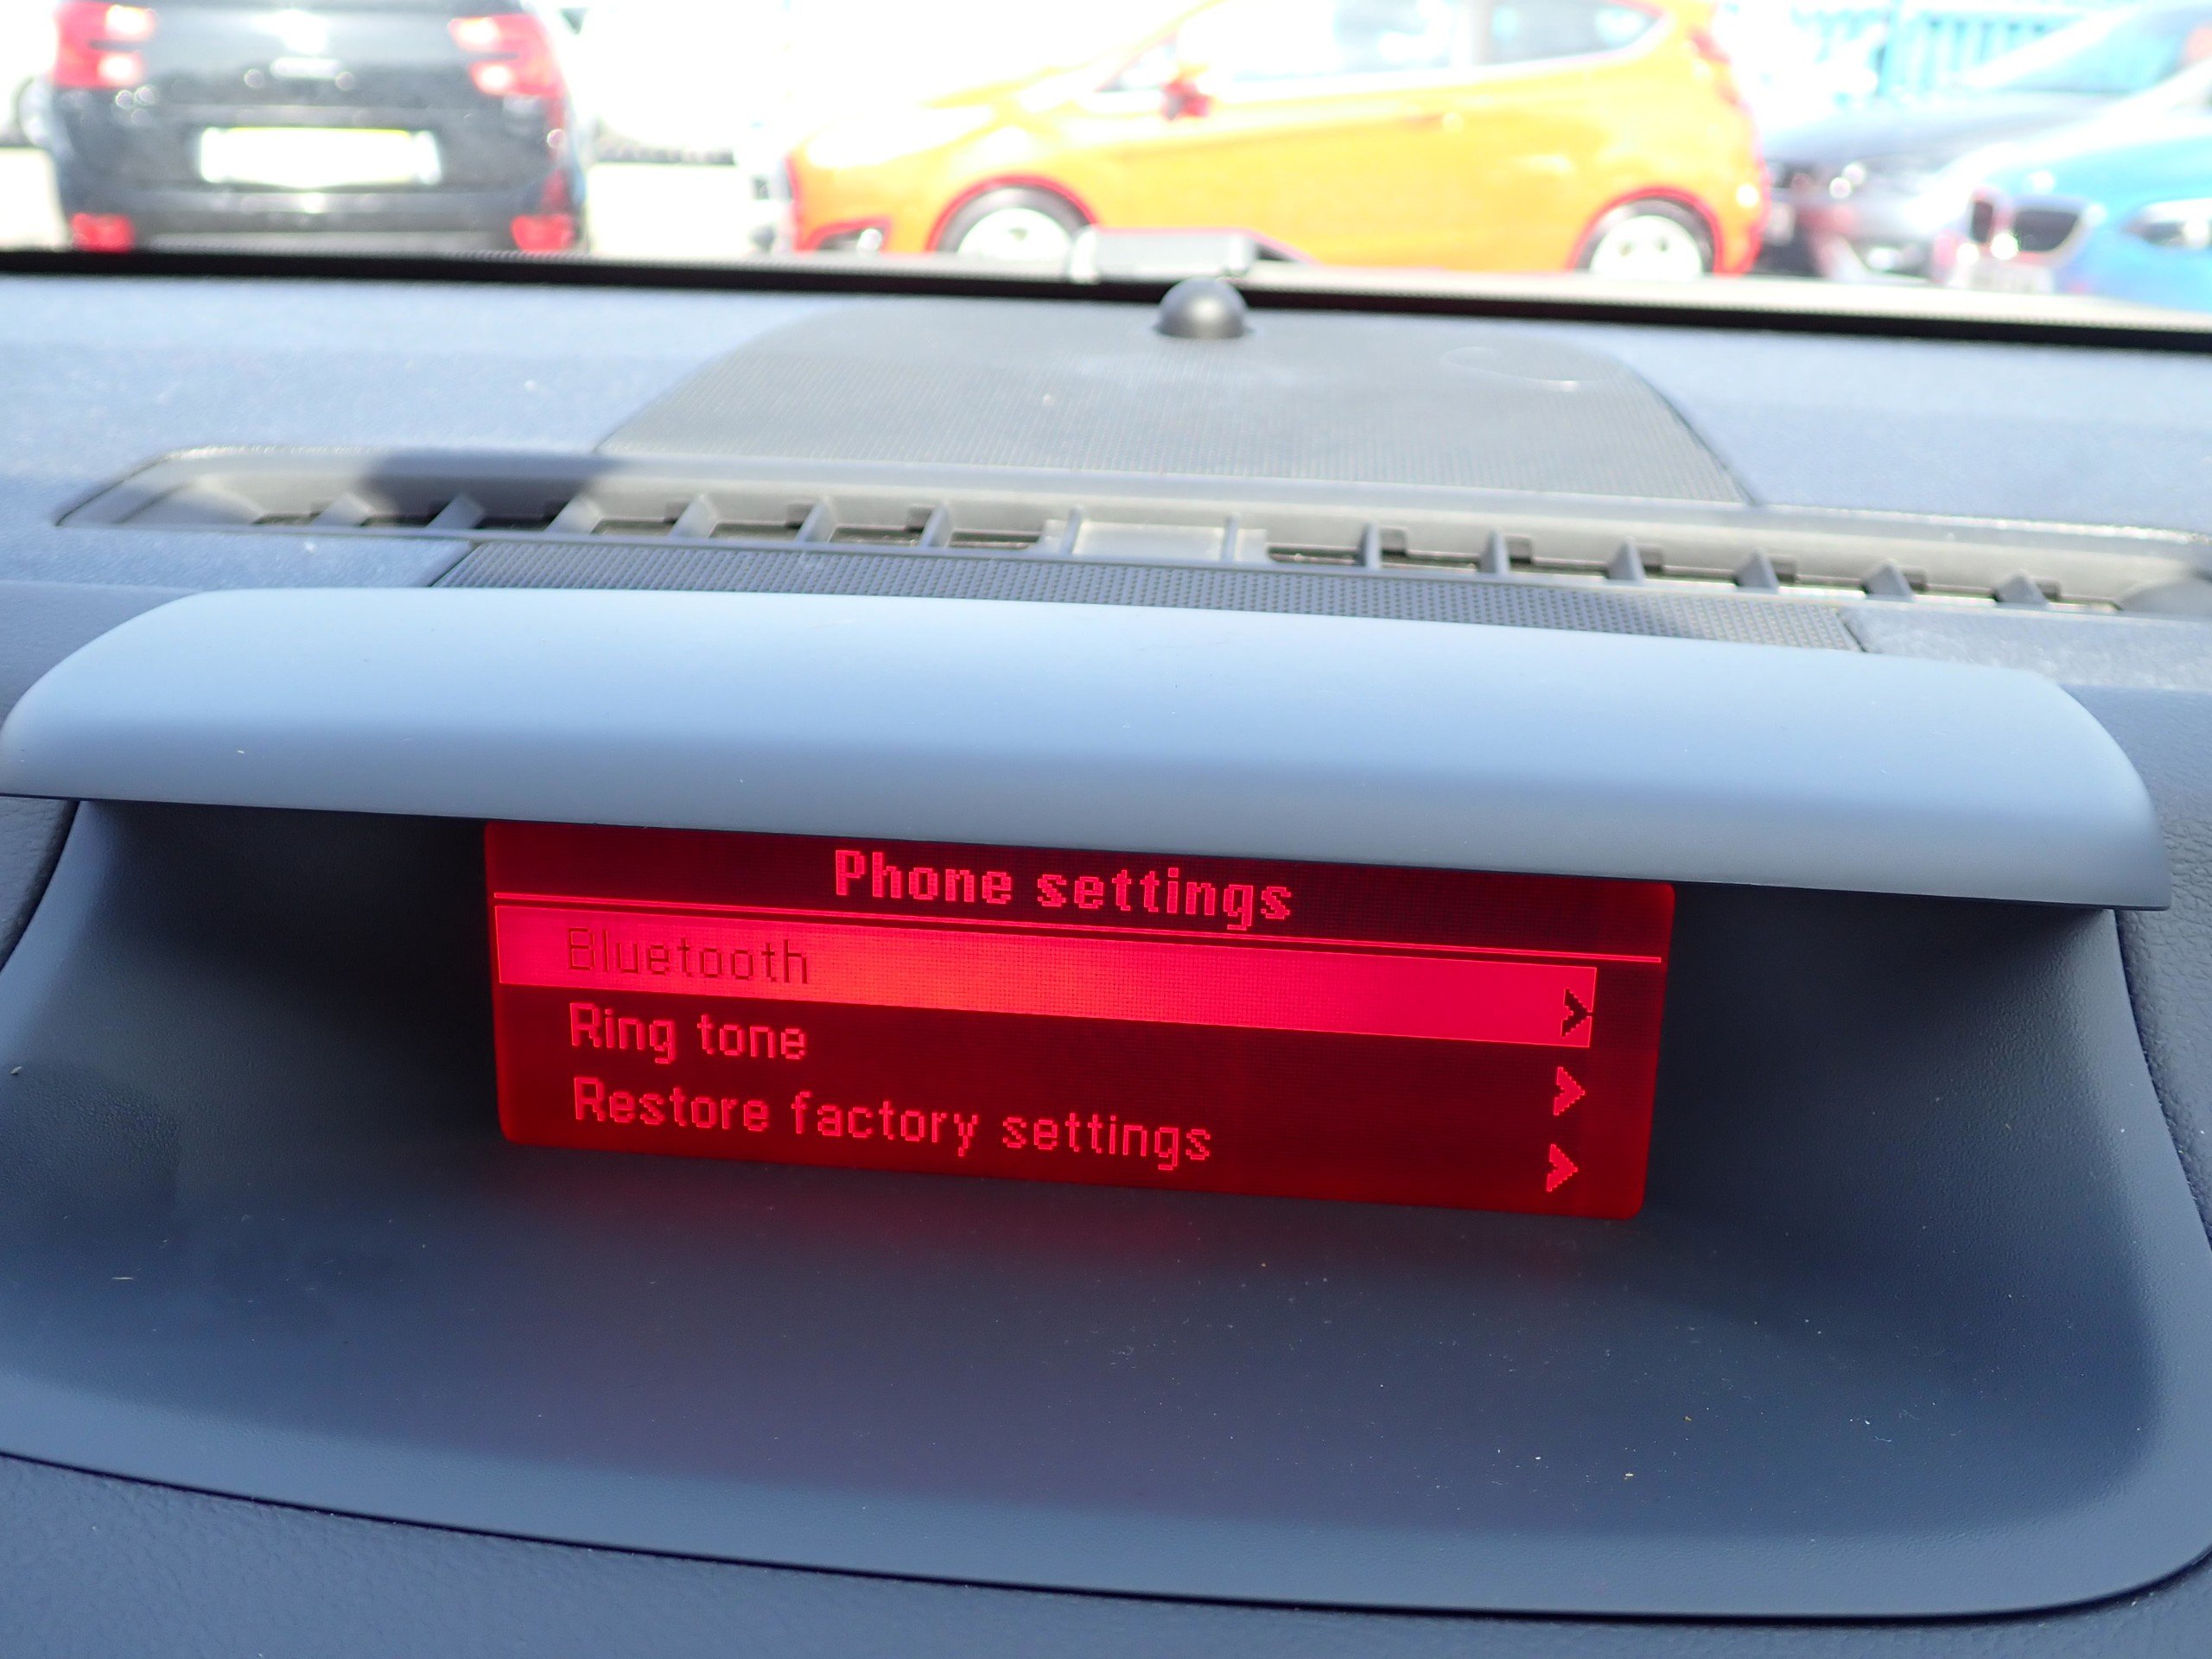 Phone settings
Bluetooth
Ring tone
Restore factory settings